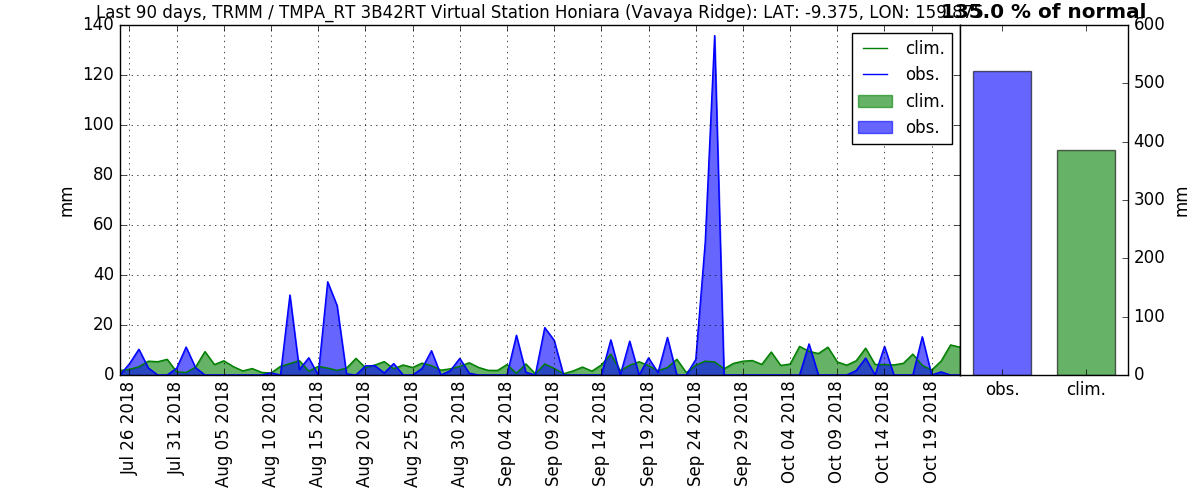 Last 90 days, TRMM / TMPA_RT 3B42RT Virtual Station Honiara (Vavaya Ridge): LAT: -9.375, LON:
135.0 % of normal
140
120
100
80
60
40
20
0
mm
clim.
obs.
clim.
obs.
600
500
400
300
200
100
0
mm
obs.
clim.
Jul 26 2018
Jul 31 2018
Aug 05 2018
Aug 10 2018
Aug 15 2018
Aug 20 2018
Aug 25 2018
Aug 30 2018
Sep 04 2018
Sep 09 2018
Sep 14 2018
Sep 19 2018
Sep 24 2018
Sep 29 2018
Oct 04 2018
Oct 09 2018
Oct 14 2018
Oct 19 2018